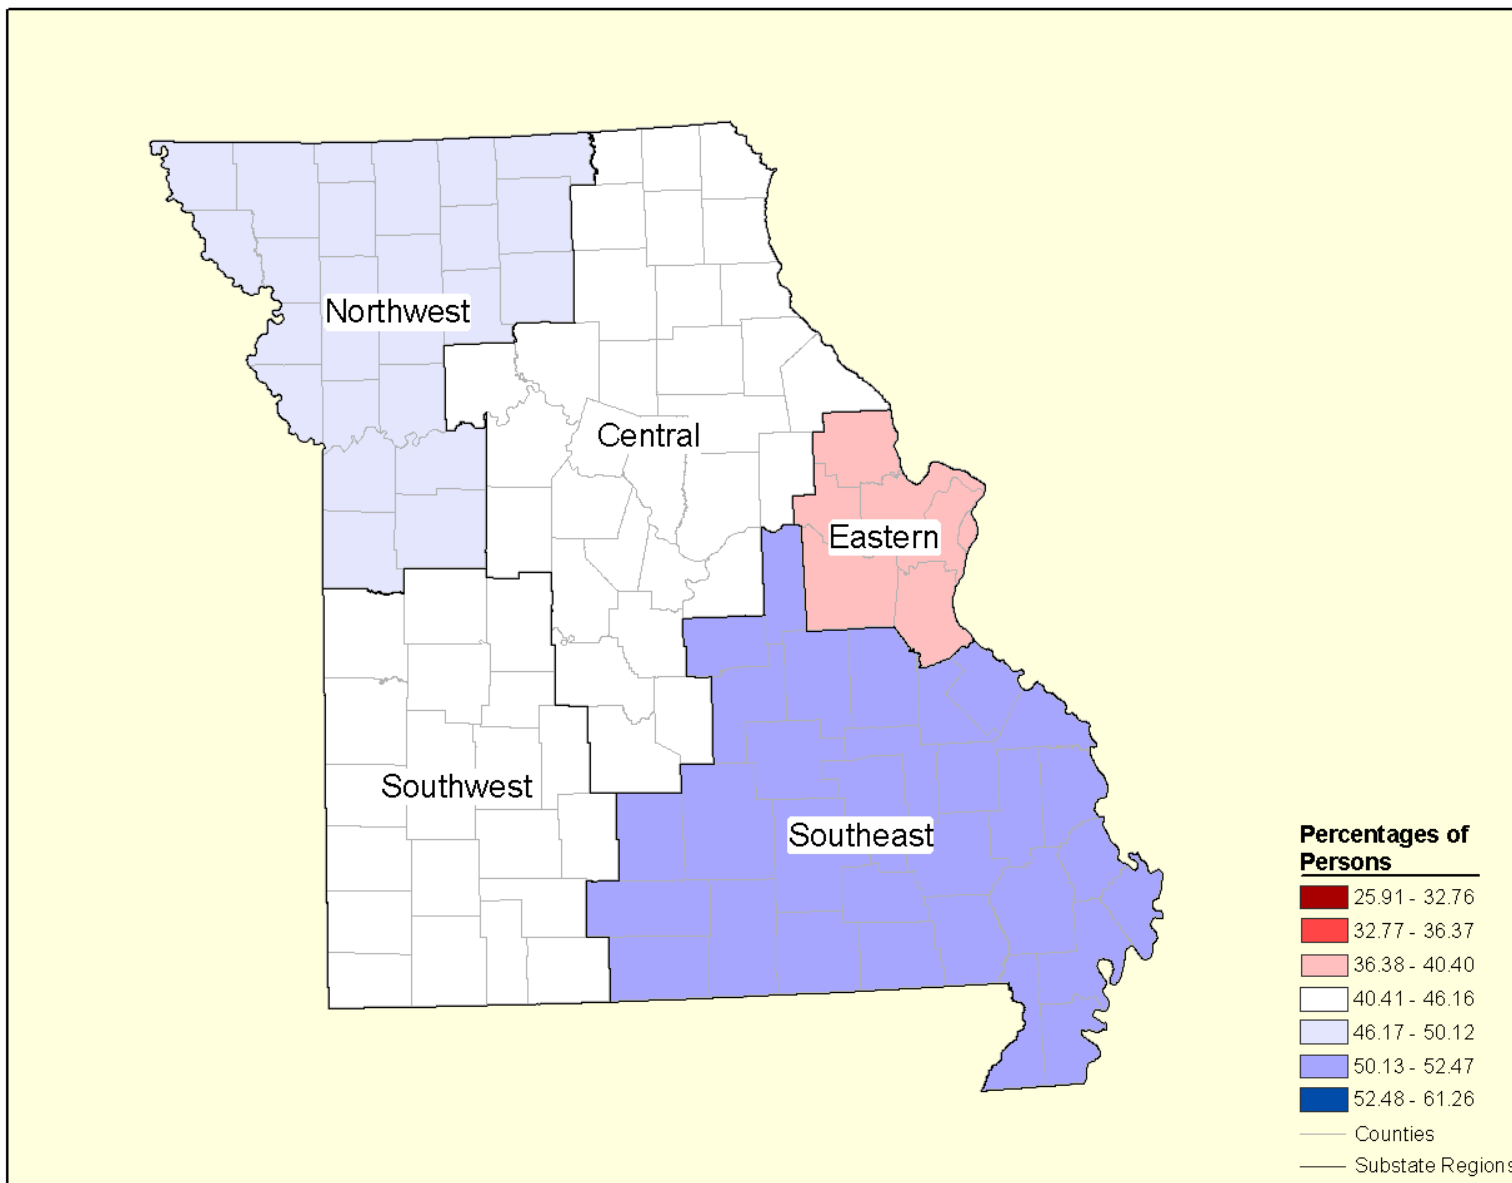 Northwest
Central
Eastern
Southwest
Southeast
Percentages of
Persons
25.91 - 32.76
32.77 - 36.37
36.38 - 40.40
40.41 - 46.16
46.17 - 50.12
50.13 - 52.47
52.48 - 61.26
Counties
Substate Regions